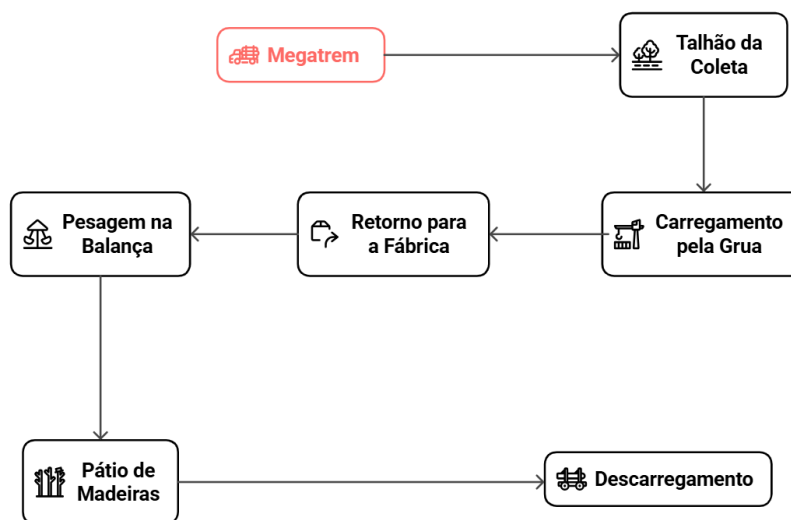 Megatrem
Talhão da
Coleta
Carregamento
pela Grua
Retorno para
a Fábrica
Pesagem na
Balança
Pátio de
Madeiras
Descarregamento